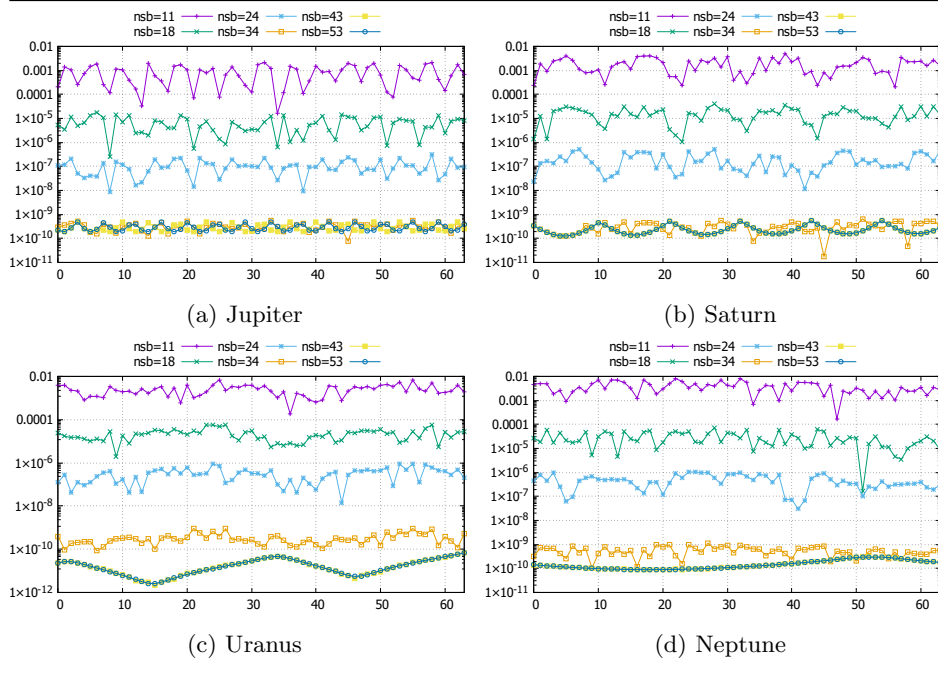 nsb=11 nsb=24 nsb=43
nsb=18 nsb=34 nsb=53
0.01
0.001
0.0001
1×10-5
1×10-6
1×10-7
1×10-8
1×10-9
1×10-10
1×10-11
0 10 20 30 40 50 60
(a) Jupiter
nsb=11 nsb=24 nsb=43
nsb=18 nsb=34 nsb=53
0.01
0.001
0.0001
1×10-5
1×10-6
1×10-7
1×10-8
1×10-9
1×10-10
1×10-11
0 10 20 30 40 50 60
(b) Saturn
nsb=11 nsb=24 nsb=43
nsb=18 nsb=34 nsb=53
0.01
0.0001
1×10-6
1×10-8
1×10-10
1×10-12
0 10 20 30 40 50 60
(c) Uranus
nsb=11 nsb=24 nsb=43
nsb=18 nsb=34 nsb=53
0.01
0.001
0.0001
1×10-5
1×10-6
1×10-7
1×10-8
1×10-9
1×10-10
1×10-11
0 10 20 30 40 50 60
(d) Neptune